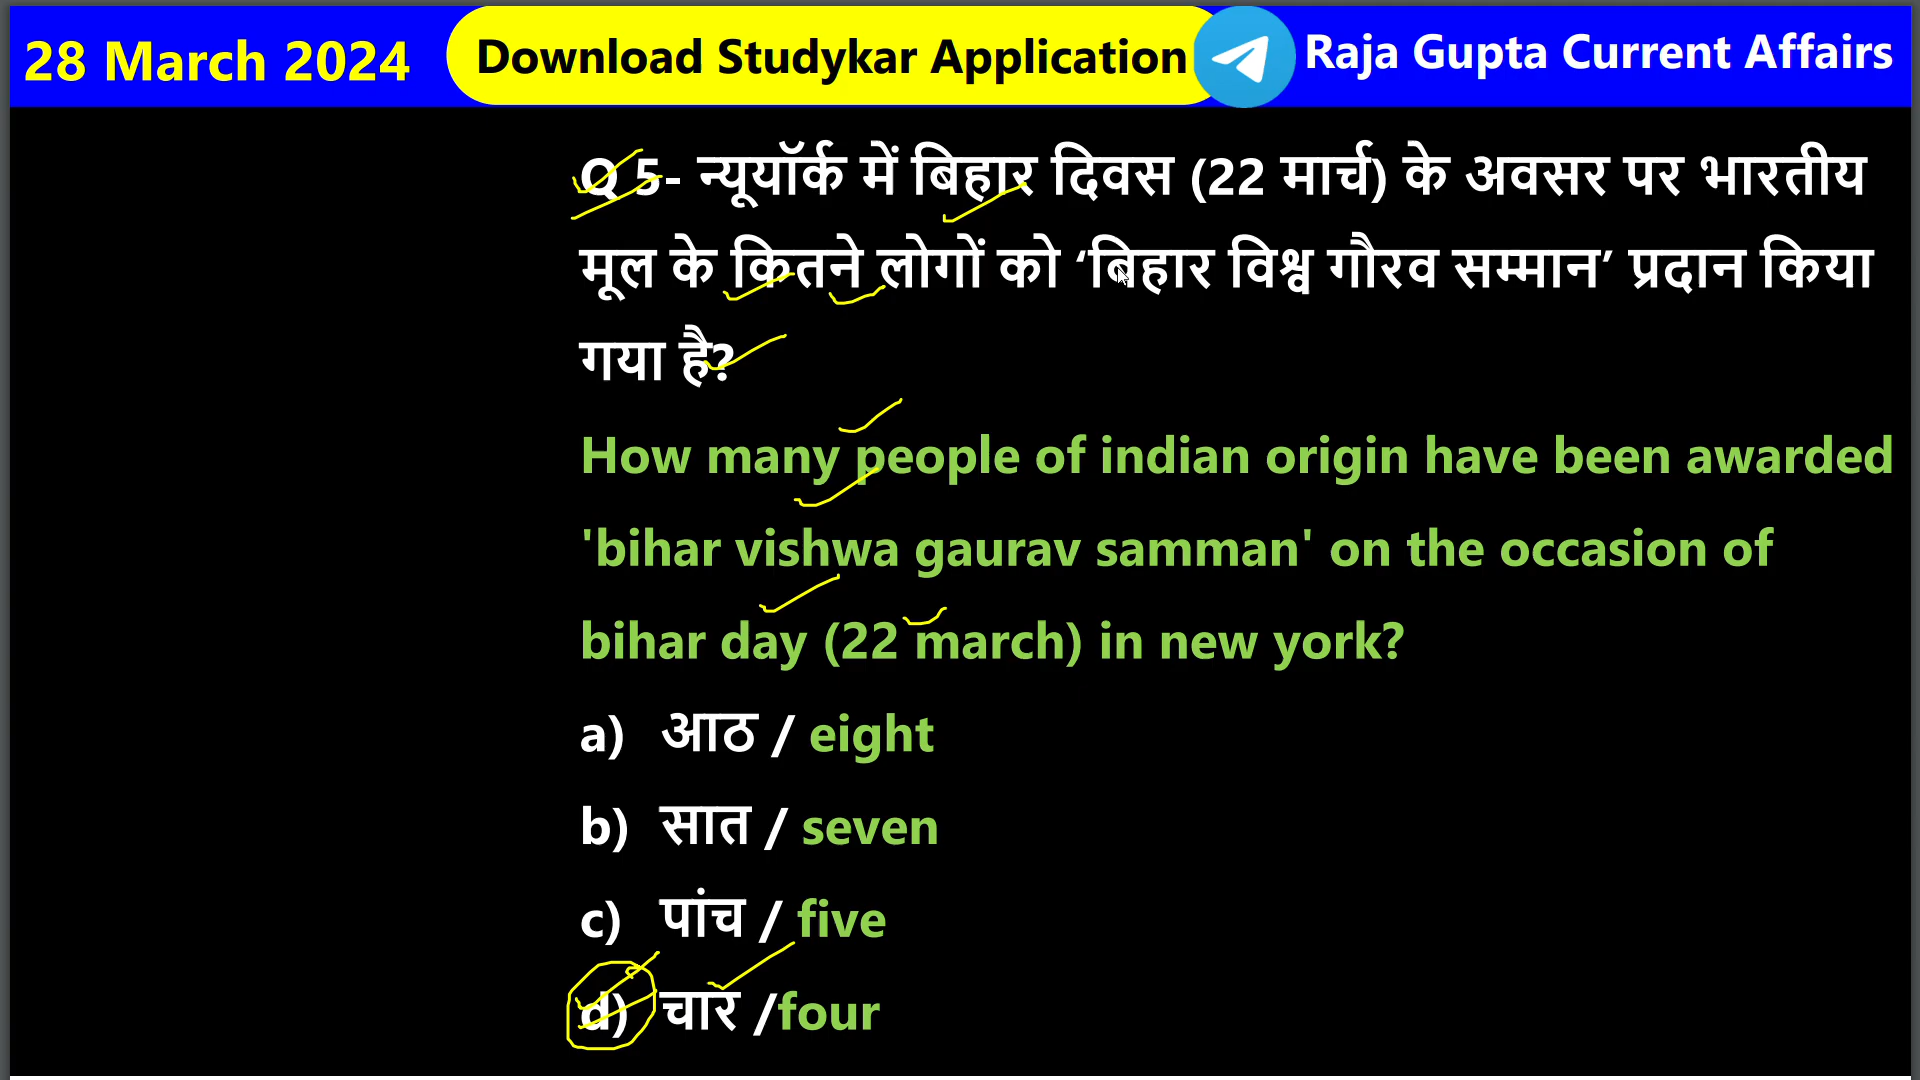 28 March 2024
Download Studykar Application
Raja Gupta Current Affairs
Q 5- न्यूयॉर्क में बिहार दिवस (22 मार्च) के अवसर पर भारतीय
मूल के कितने लोगों को ‘बिहार विश्व गौरव सम्मान’ प्रदान किया
गया है?
How many people of indian origin have been awarded
'bihar vishwa gaurav samman' on the occasion of
bihar day (22 march) in new york?
a) आठ / eight
b) सात / seven
c) पांच / five
d) चार /four